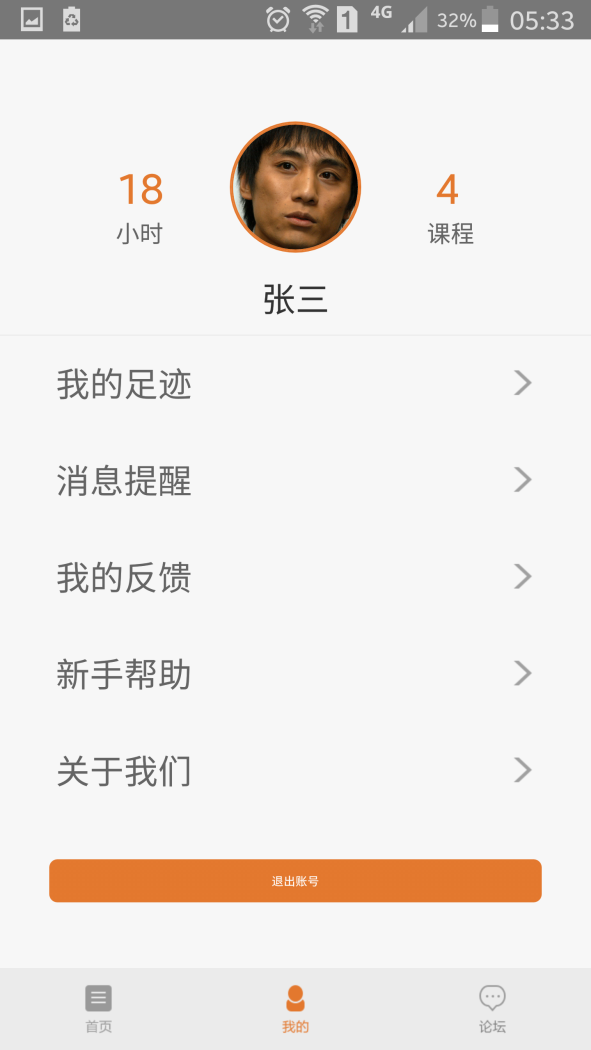 1 4G 32% 05:33
18 4
小时 课程
张三
我的足迹
消息提醒
我的反馈
新手帮助
关于我们
退出账号
首页 我的 论坛